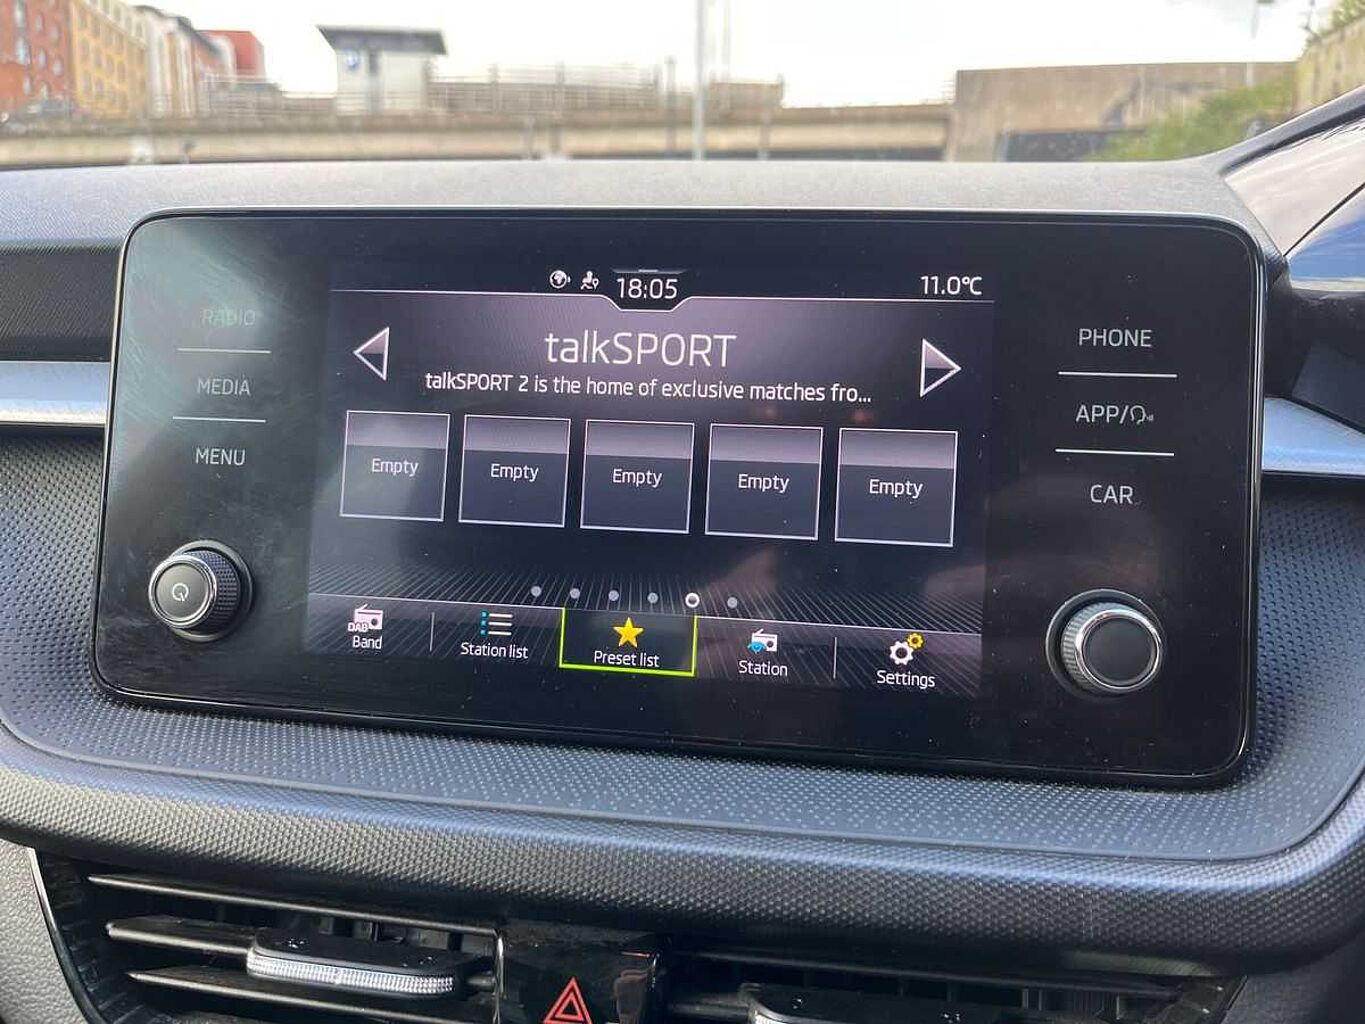 18:05
11.0°C
RADIO
MEDIA
MENU
talkSPORT
talkSPORT 2 is the home of exclusive matches fro...
Empty
Empty
Empty
Empty
Empty
DAB
Band
Station list
Preset list
Station
Settings
PHONE
APP/
CAR